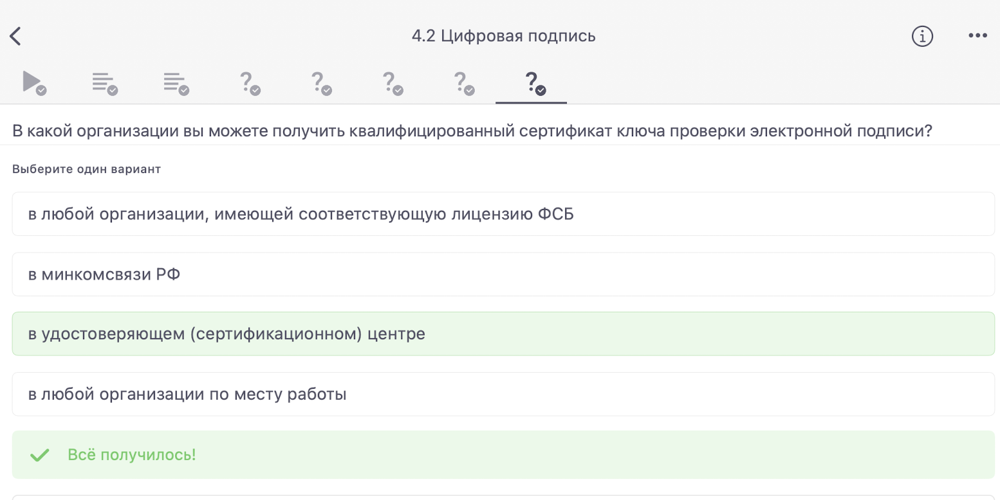 4.2 Цифровая подпись
В какой организации вы можете получить квалифицированный сертификат ключа проверки электронной подписи?
Выберите один вариант
в любой организации, имеющей соответствующую лицензию ФСБ
в минкомсвязи РФ
в удостоверяющем (сертификационном) центре
в любой организации по месту работы
Всё получилось!